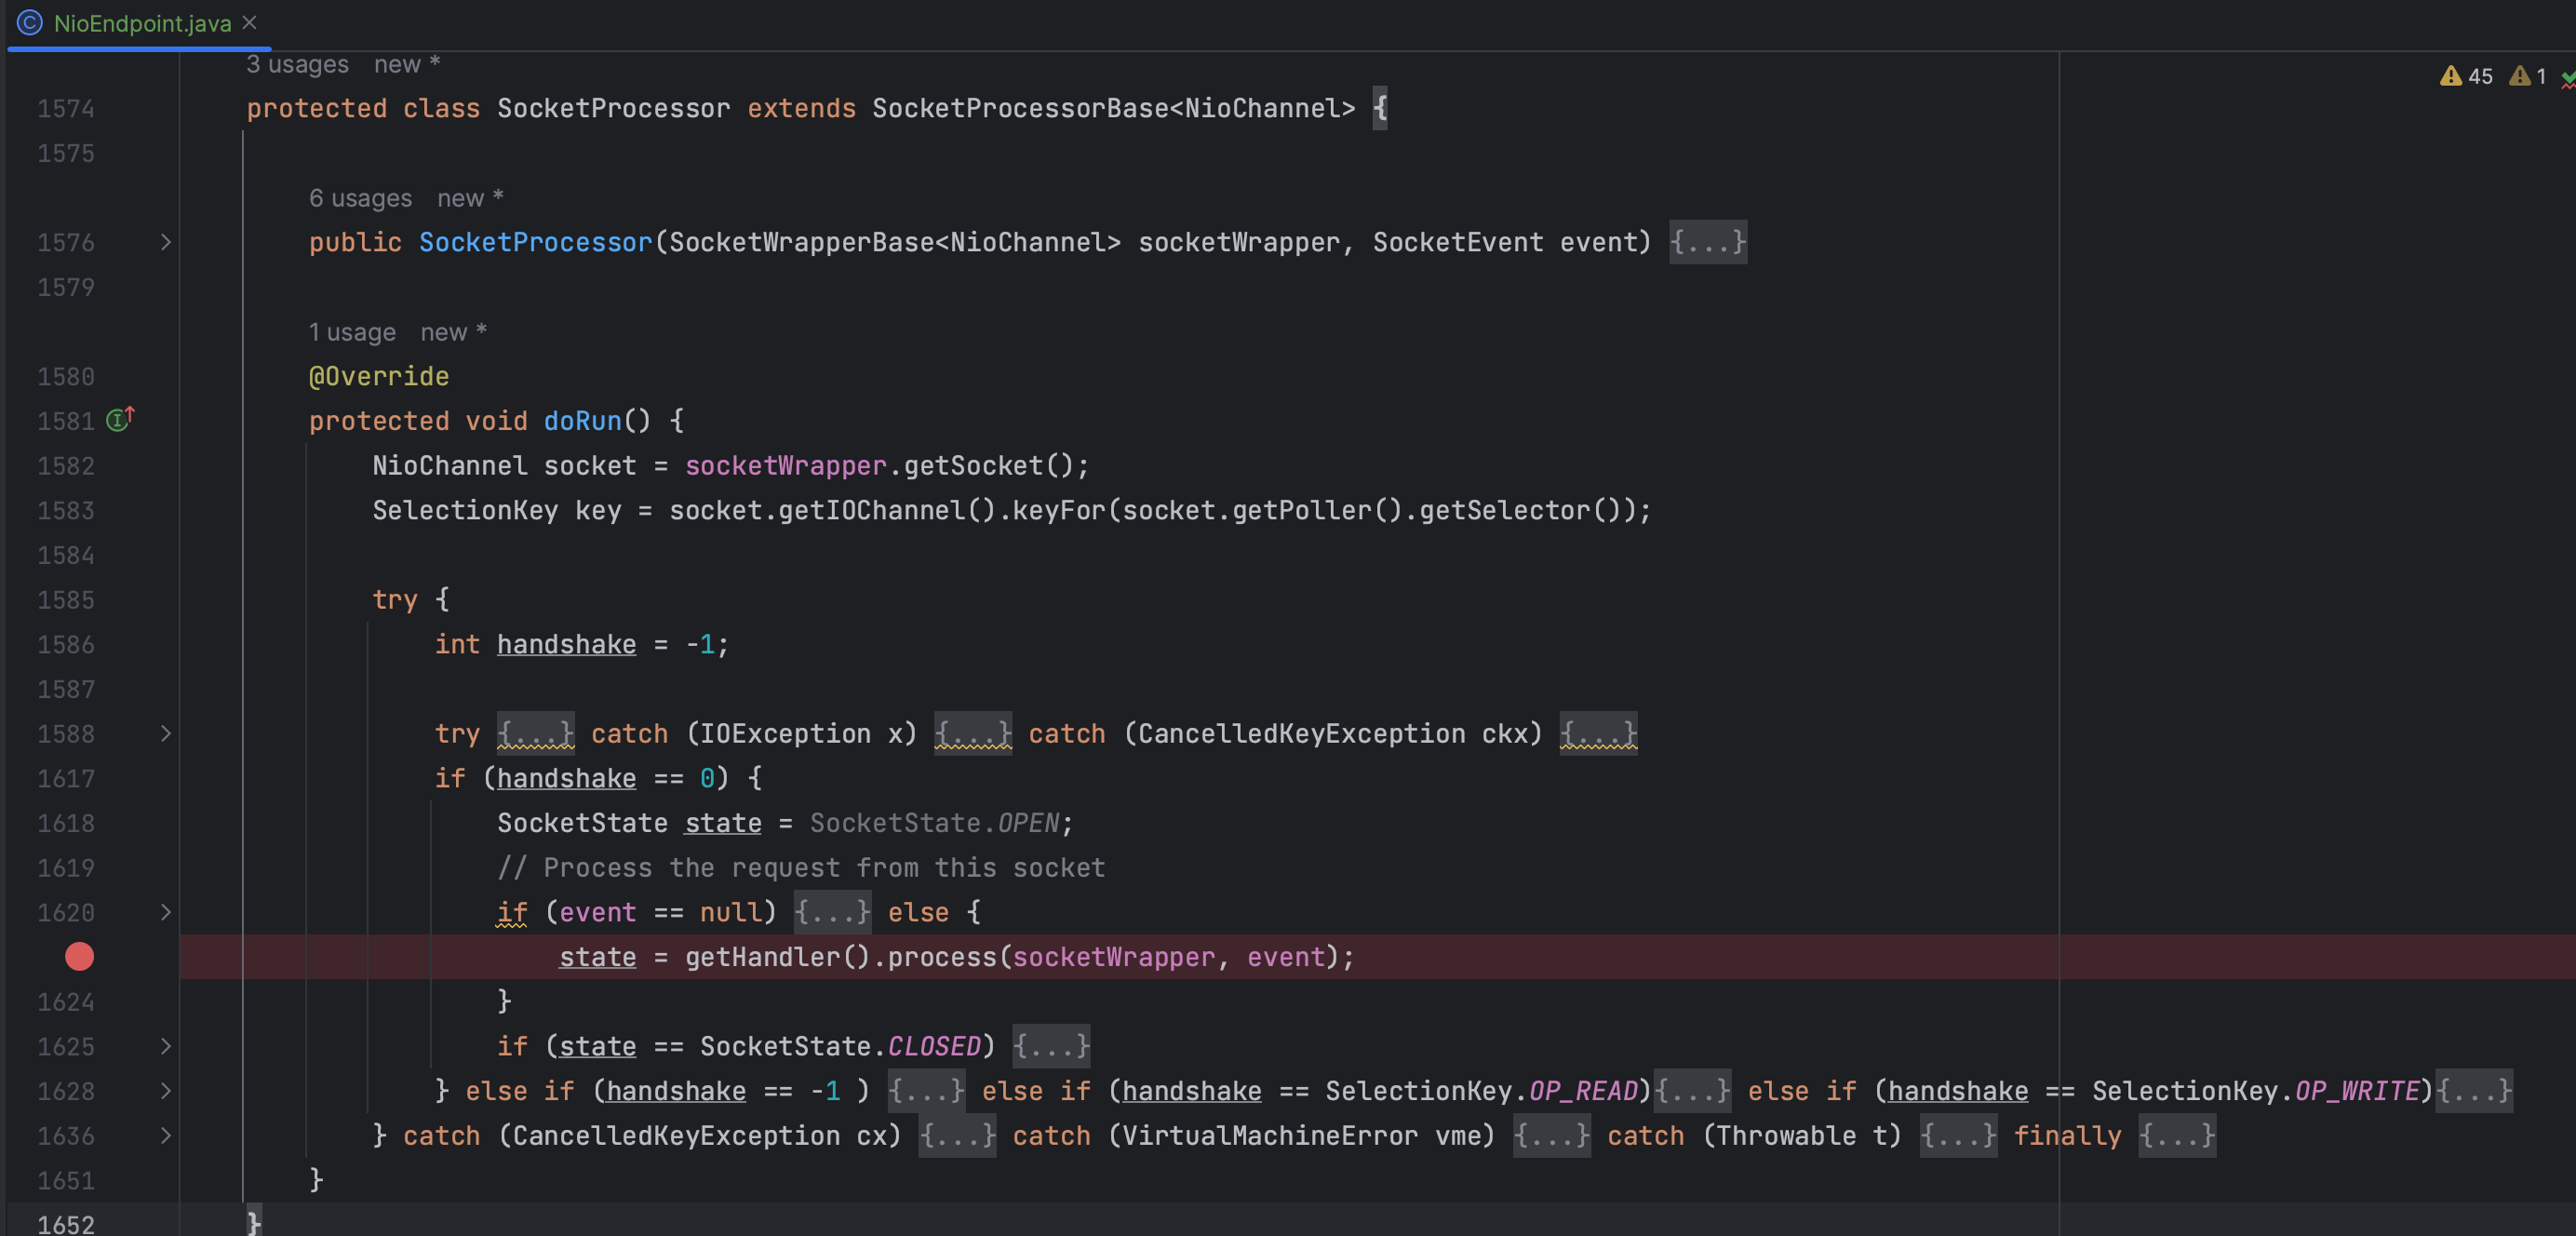 NioEndpoint.java
3 usages new *
45 1
1574 protected class SocketProcessor extends SocketProcessorBase<NioChannel> {
1575
6 usages new *
1576 public SocketProcessor(SocketWrapperBase<NioChannel> socketWrapper, SocketEvent event) {...}
1579
1 usage new *
1580 @Override
1581 protected void doRun() {
1582 NioChannel socket = socketWrapper.getSocket();
1583 SelectionKey key = socket.getIOChannel().keyFor(socket.getPoller().getSelector());
1584
1585 try {
1586 int handshake = -1;
1587
1588 try {...} catch (IOException x) {...} catch (CancelledKeyException ckx) {...}
1617 if (handshake == 0) {
1618 SocketState state = SocketState.OPEN;
1619 // Process the request from this socket
1620 if (event == null) {...} else {
state = getHandler().process(socketWrapper, event);
1624 }
1625 if (state == SocketState.CLOSED) {...}
1628 } else if (handshake == -1 ) {...} else if (handshake == SelectionKey.OP_READ){...} else if (handshake == SelectionKey.OP_WRITE){...}
1636 } catch (CancelledKeyException cx) {...} catch (VirtualMachineError vme) {...} catch (Throwable t) {...} finally {...}
1651 }
1652 }